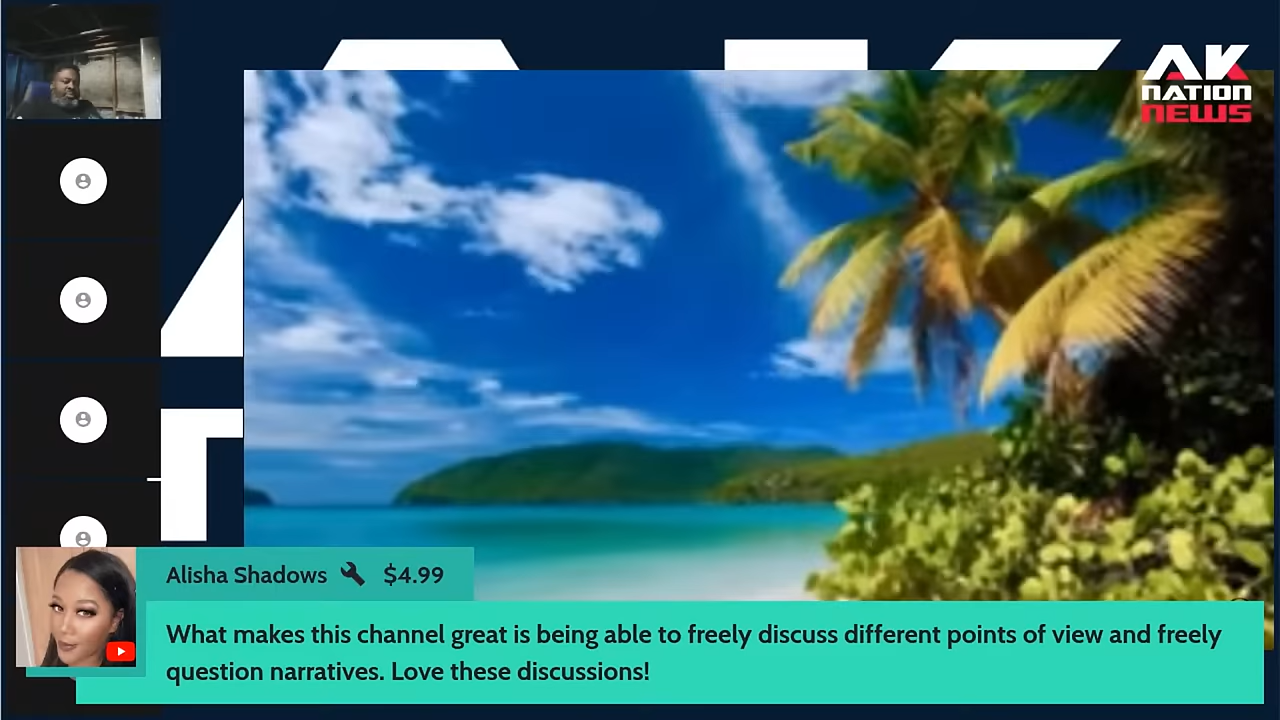 AK
NATION
NEWS
Alisha Shadows $4.99
What makes this channel great is being able to freely discuss different points of view and freely
question narratives. Love these discussions!